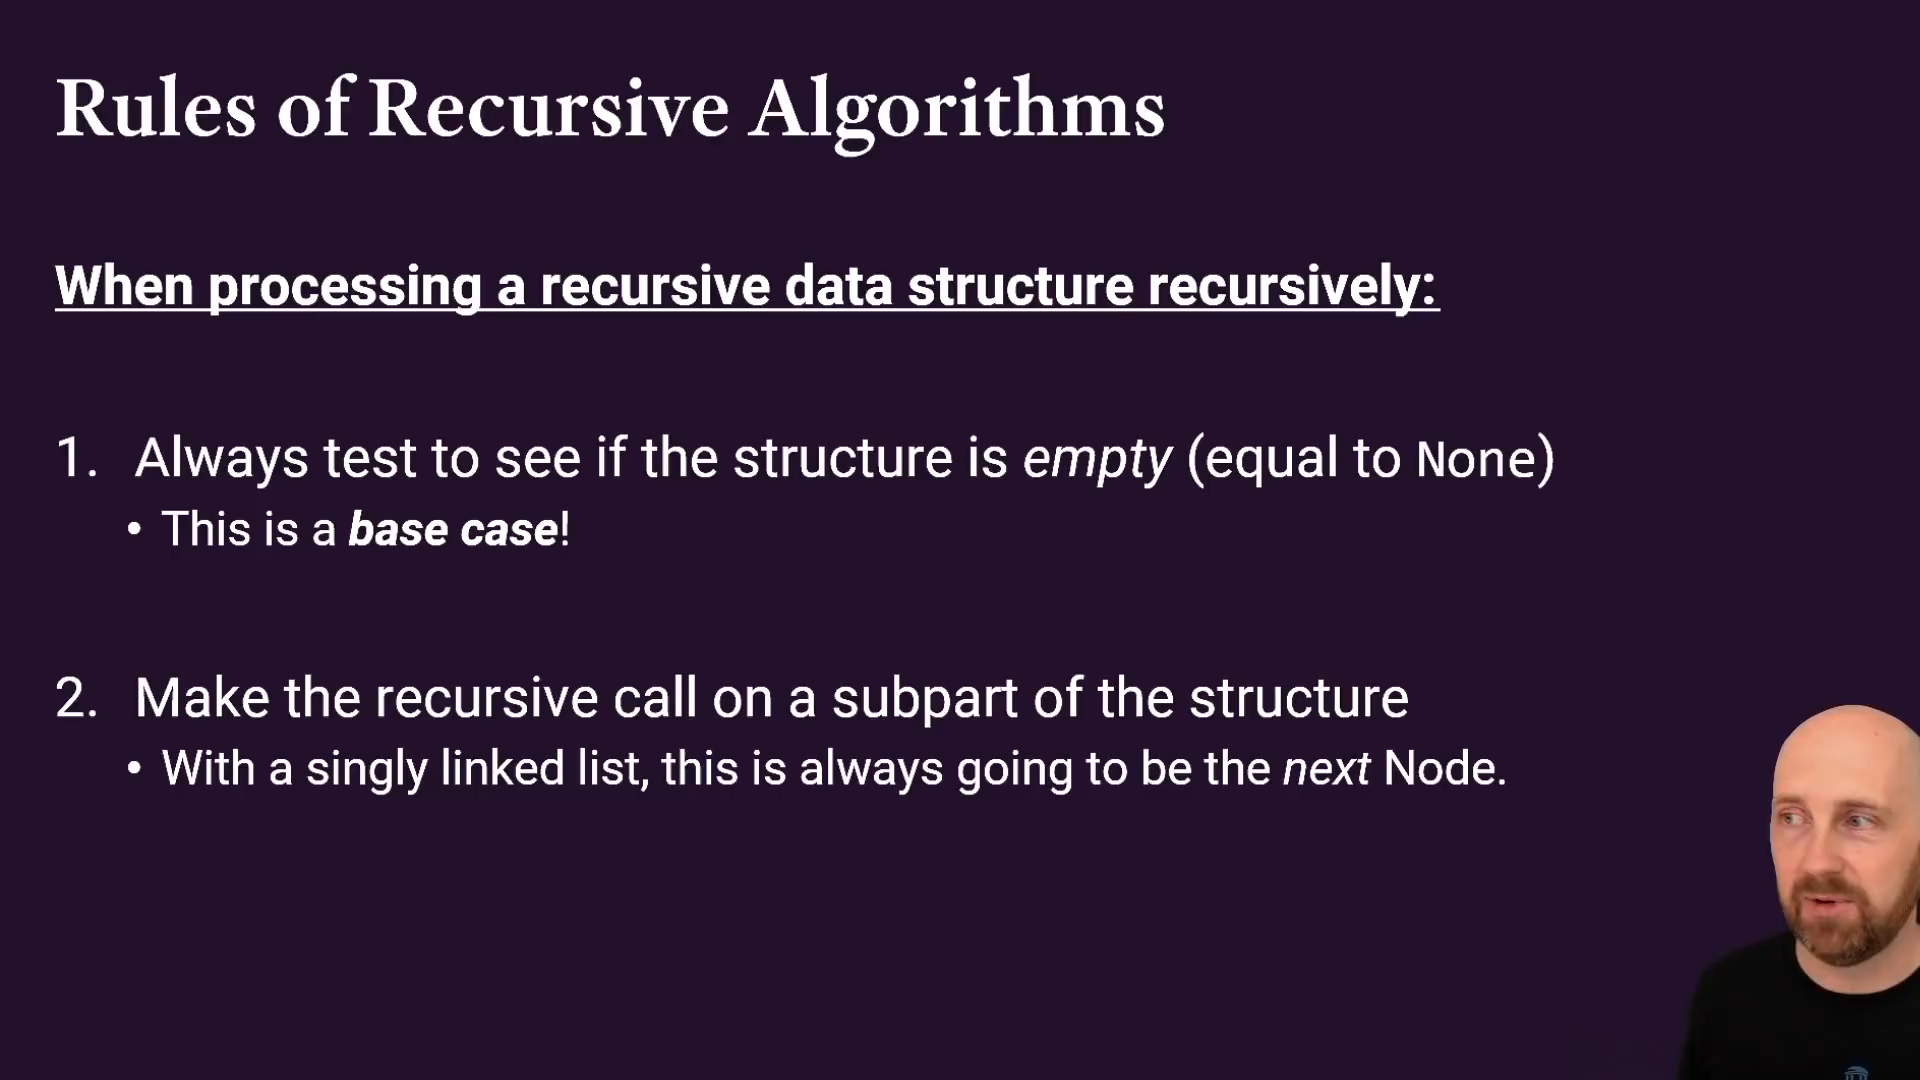 Rules of Recursive Algorithms
When processing a recursive data structure recursively:
1. Always test to see if the structure is empty (equal to None)
• This is a base case!
2. Make the recursive call on a subpart of the structure
• With a singly linked list, this is always going to be the next Node.